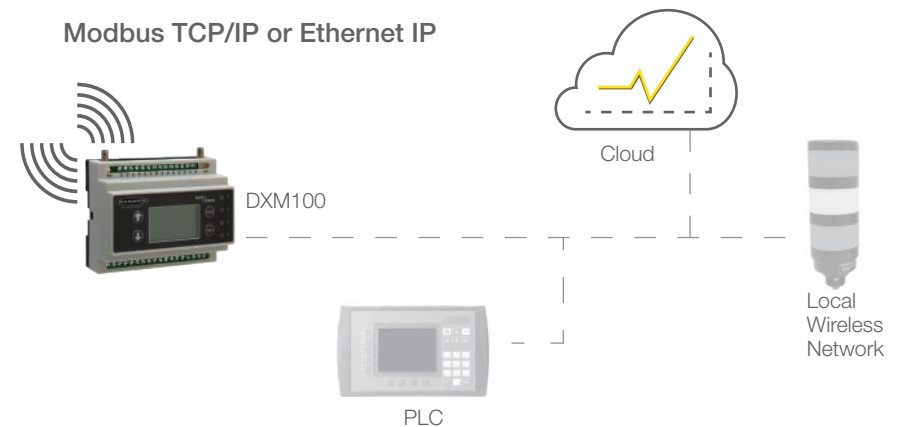 Modbus TCP/IP or Ethernet IP
Cloud
DXM100
Local
Wireless
Network
PLC